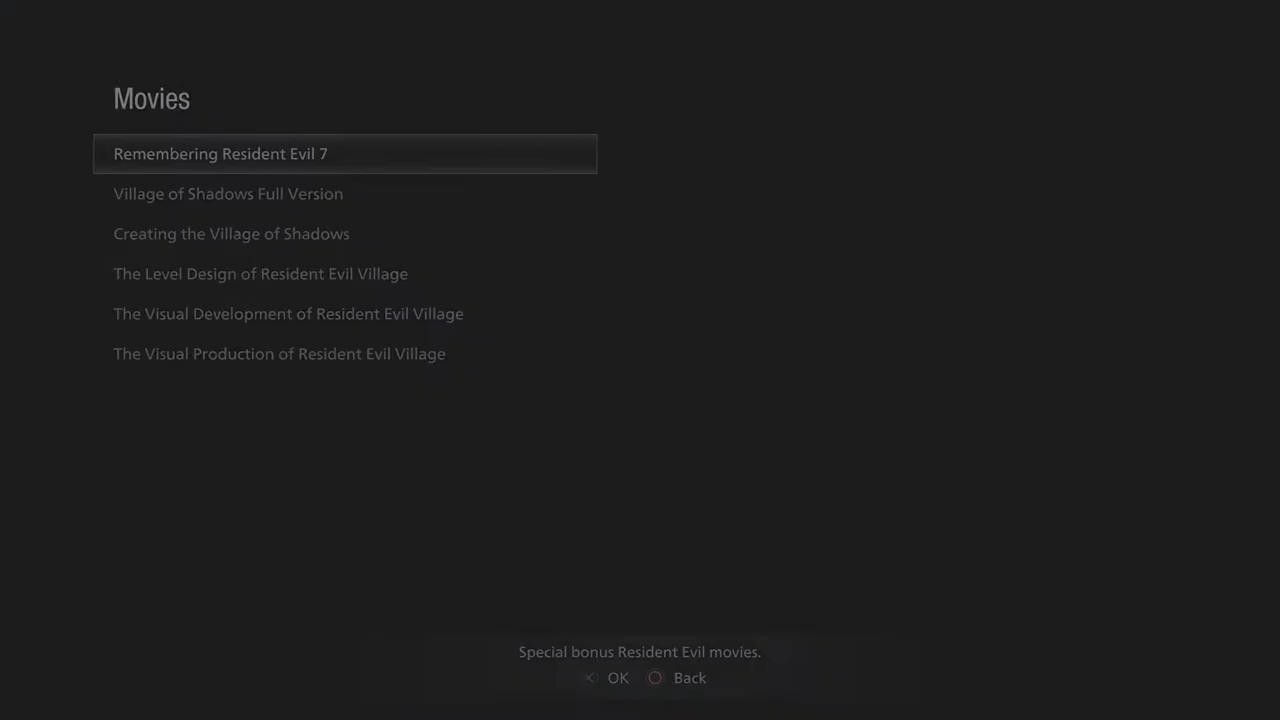 Movies
Remembering Resident Evil 7
Village of Shadows Full Version
Creating the Village of Shadows
The Level Design of Resident Evil Village
The Visual Development of Resident Evil Village
The Visual Production of Resident Evil Village
Special bonus Resident Evil movies.
OK Back